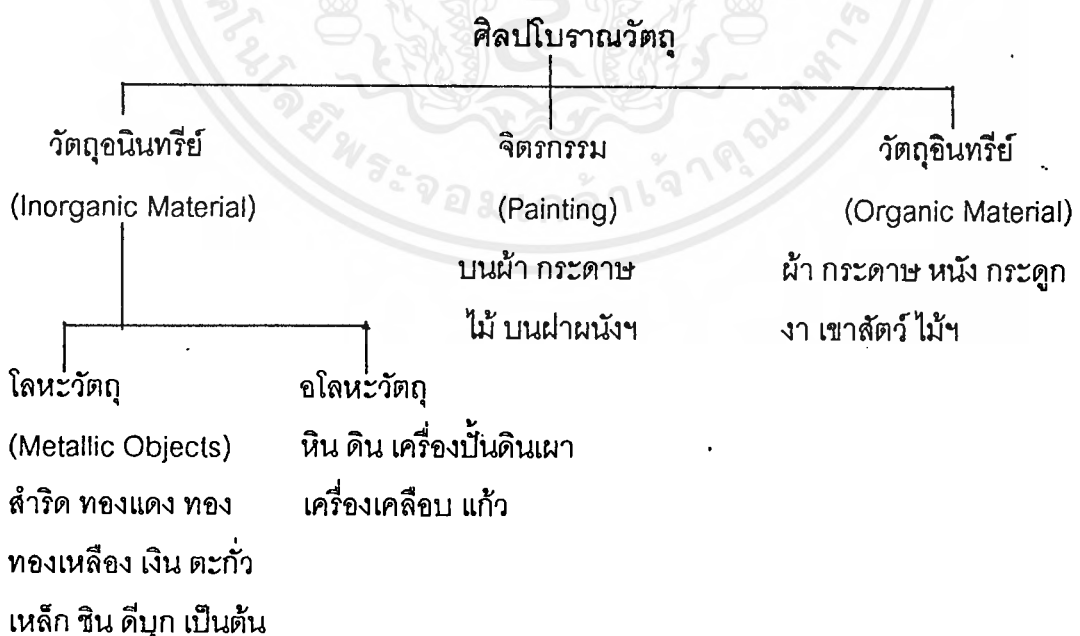 ศิลปโบราณวัตถุ
วัตถุอนินทรีย์
(Inorganic Material)
จิตรกรรม
(Painting)
บนผ้า กระดาษ
ไม้ บนฝาผนังฯ
วัตถุอินทรีย์
(Organic Material)
ผ้า กระดาษ หนัง กระดูก
งา เขาสัตว์ ไม้ฯ
โลหะวัตถุ
(Metallic Objects)
สำริด ทองแดง ทอง
ทองเหลือง เงิน ตะกั่ว
เหล็ก ชิน ดีบุก เป็นต้น
อโลหะวัตถุ
หิน ดิน เครื่องปั้นดินเผา
เครื่องเคลือบ แก้ว